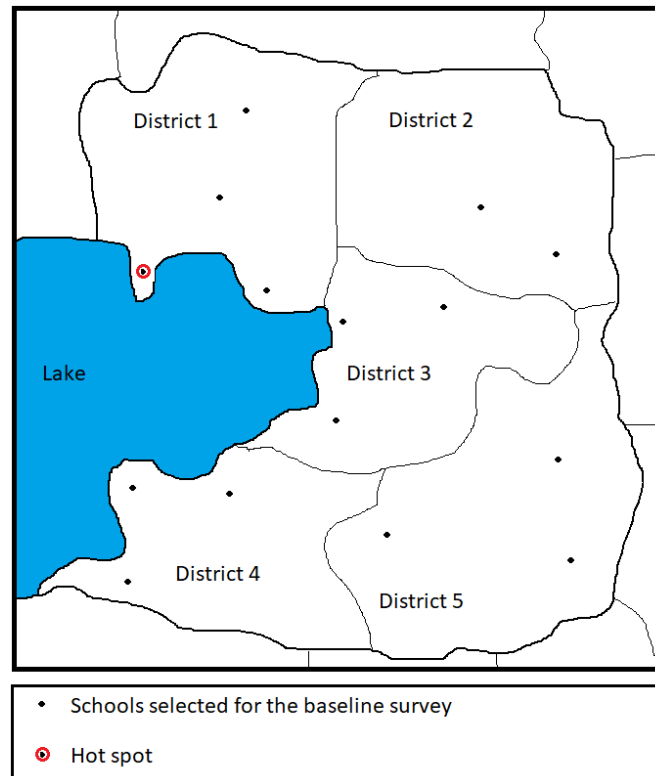 District 1
District 2
Lake
District 3
District 4
District 5
Schools selected for the baseline survey
Hot spot